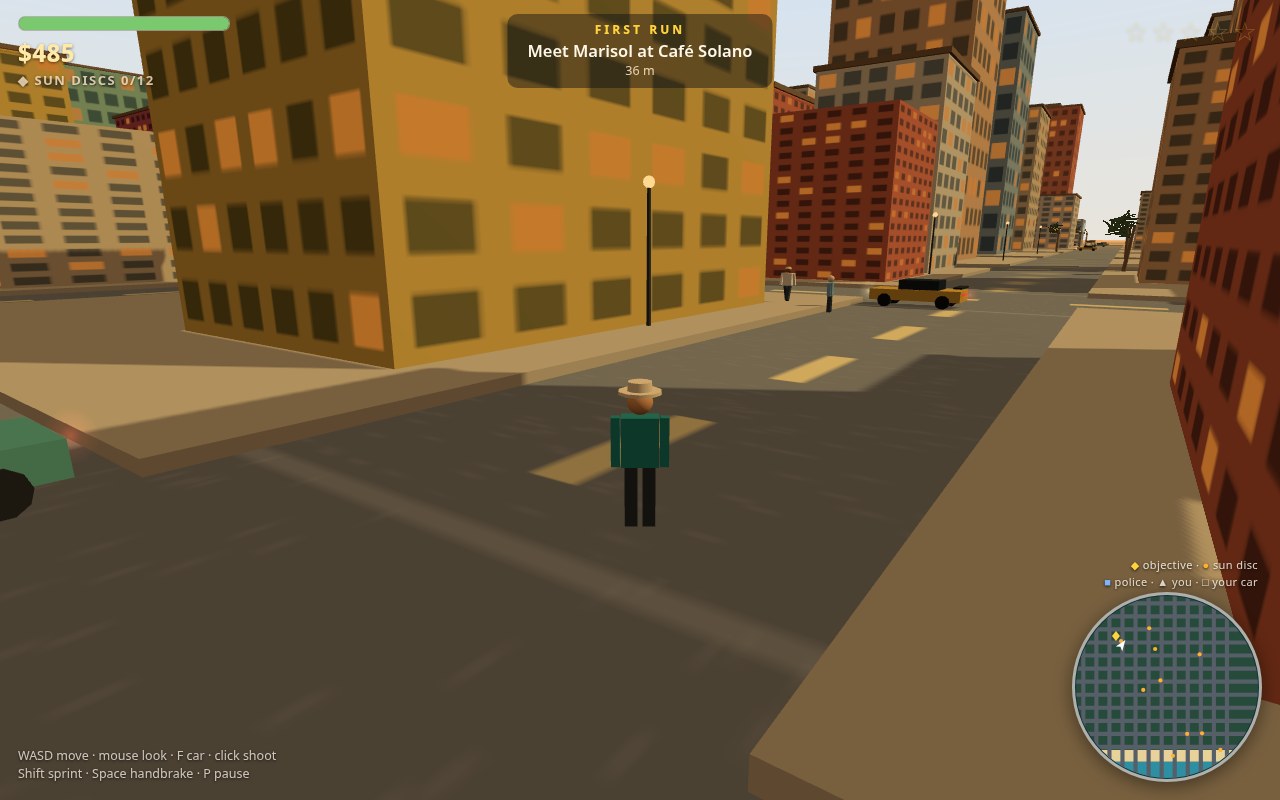 $485
◆ SUN DISCS 0/12
FIRST RUN
Meet Marisol at Café Solano
36 m
◆ objective · ● sun disc
■ police · ▲ you · □ your car
WASD move · mouse look · F car · click shoot
Shift sprint · Space handbrake · P pause